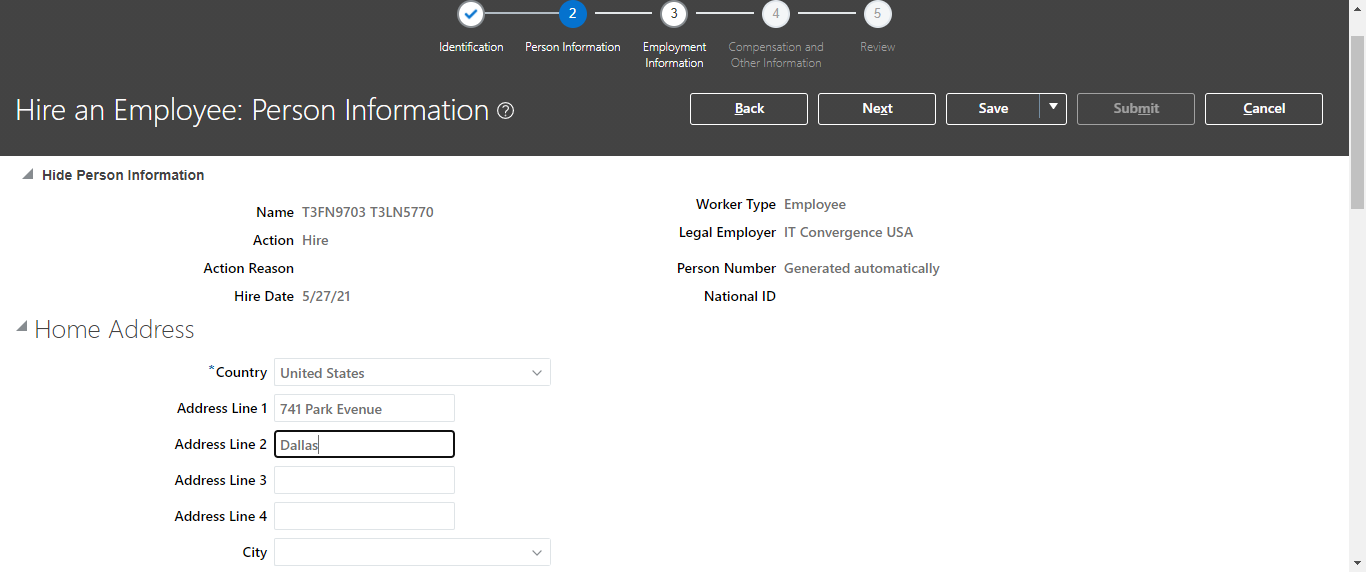 2 3 4 5
Identification Person Information Employment Information Compensation and Other Information Review
Hire an Employee: Person Information ?
Back Next Save Submit Cancel
Hide Person Information
Name T3FN9703 T3LN5770
Action Hire
Action Reason
Hire Date 5/27/21
Worker Type Employee
Legal Employer IT Convergence USA
Person Number Generated automatically
National ID
Home Address
*Country United States
Address Line 1 741 Park Evenue
Address Line 2 Dallas
Address Line 3
Address Line 4
City